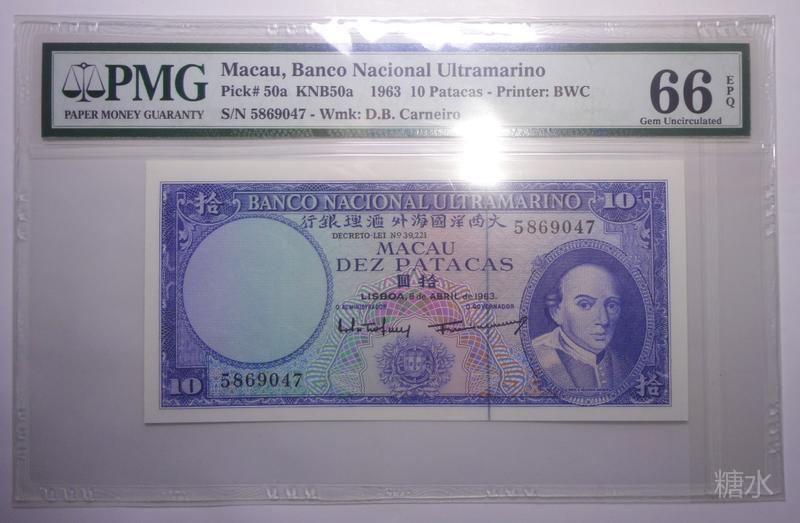 PMG
PAPER MONEY GUARANTY
Macau, Banco Nacional Ultramarino
Pick# 50a KNB50a 1963 10 Patacas - Printer: BWC
S/N 5869047 - Wmk: D.B. Carneiro
66 EPQ
Gem Uncirculated
拾 BANCO NACIONAL ULTRAMARINO 10
行銀理滙外海國洋西大
5869047
DECRETO-LEI Nº 39,221
MACAU
DEZ PATACAS
圓拾
LISBOA, 8 de ABRIL de 1963.
O ADMINISTRADOR O GOVERNADOR
5869047
10 拾
糖水